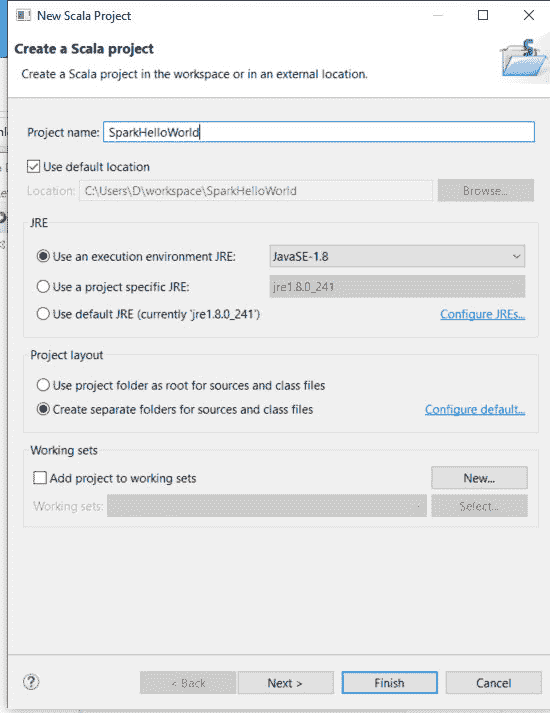 New Scala Project
Create a Scala project
Create a Scala project in the workspace or in an external location.
Project name: SparkHelloWorld
Use default location
Location: C:\Users\D\workspace\SparkHelloWorld Browse...
JRE
Use an execution environment JRE: JavaSE-1.8
Use a project specific JRE: jre1.8.0_241
Use default JRE (currently 'jre1.8.0_241') Configure JREs...
Project layout
Use project folder as root for sources and class files
Create separate folders for sources and class files Configure default...
Working sets
Add project to working sets New...
Working sets: Select...
< Back Next > Finish Cancel